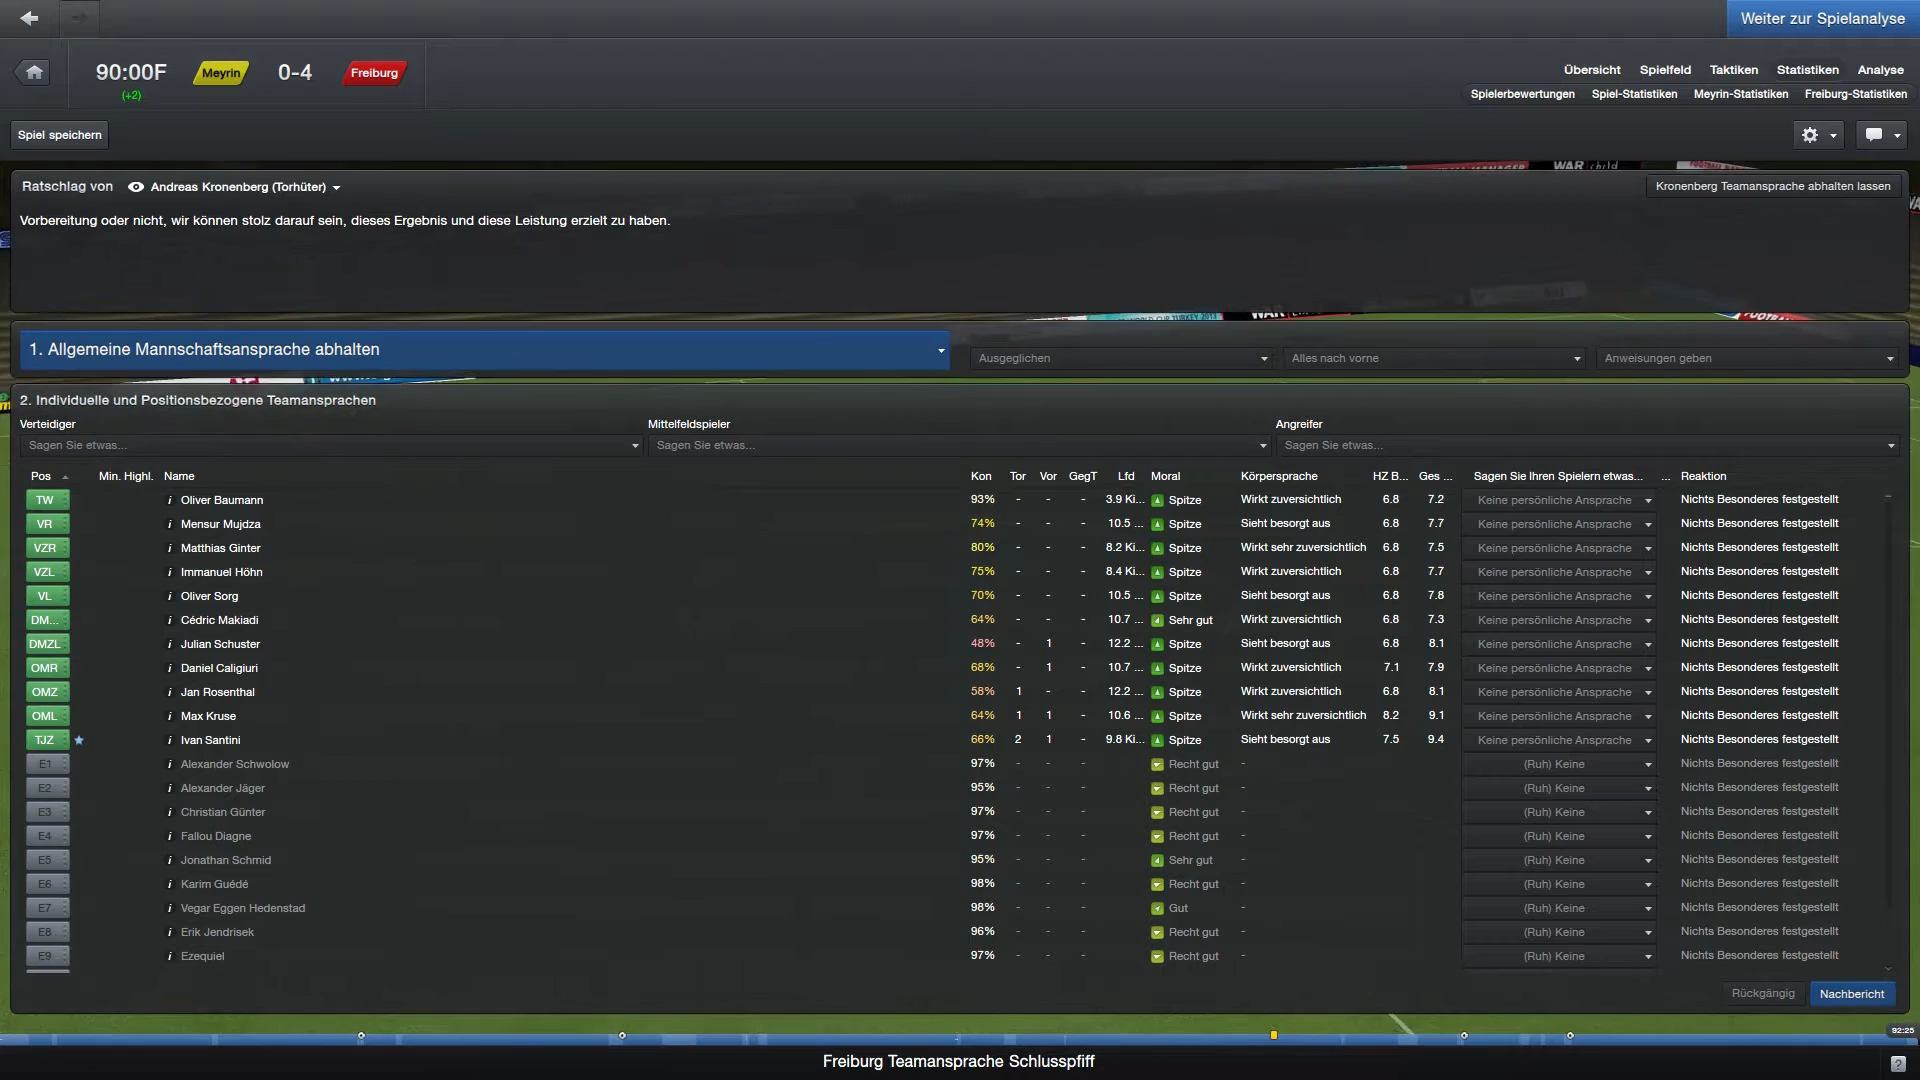 Weiter zur Spielanalyse
90:00F Meyrin 0-4 Freiburg
(+2)
Übersicht Spielfeld Taktiken Statistiken Analyse
Spielerbewertungen Spiel-Statistiken Meyrin-Statistiken Freiburg-Statistiken
Spiel speichern
Ratschlag von Andreas Kronenberg (Torhüter) Kronenberg Teamansprache abhalten lassen
Vorbereitung oder nicht, wir können stolz darauf sein, dieses Ergebnis und diese Leistung erzielt zu haben.
1. Allgemeine Mannschaftsansprache abhalten Ausgeglichen Alles nach vorne Anweisungen geben
2. Individuelle und Positionsbezogene Teamansprachen
Verteidiger Mittelfeldspieler Angreifer
Sagen Sie etwas... Sagen Sie etwas... Sagen Sie etwas...
Pos Min. Highl. Name Kon Tor Vor GegT Lfd Moral Körpersprache HZ B... Ges ... Sagen Sie Ihren Spielern etwas... ... Reaktion
TW i Oliver Baumann 93% - - - 3.9 Ki... Spitze Wirkt zuversichtlich 6.8 7.2 Keine persönliche Ansprache Nichts Besonderes festgestellt
VR i Mensur Mujdza 74% - - - 10.5 ... Spitze Sieht besorgt aus 6.8 7.7 Keine persönliche Ansprache Nichts Besonderes festgestellt
VZR i Matthias Ginter 80% - - - 8.2 Ki... Spitze Wirkt sehr zuversichtlich 6.8 7.5 Keine persönliche Ansprache Nichts Besonderes festgestellt
VZL i Immanuel Höhn 75% - - - 8.4 Ki... Spitze Wirkt zuversichtlich 6.8 7.7 Keine persönliche Ansprache Nichts Besonderes festgestellt
VL i Oliver Sorg 70% - - - 10.5 ... Spitze Sieht besorgt aus 6.8 7.8 Keine persönliche Ansprache Nichts Besonderes festgestellt
DM... i Cédric Makiadi 64% - - - 10.7 ... Sehr gut Wirkt zuversichtlich 6.8 7.3 Keine persönliche Ansprache Nichts Besonderes festgestellt
DMZL i Julian Schuster 48% - 1 - 12.2 ... Spitze Sieht besorgt aus 6.8 8.1 Keine persönliche Ansprache Nichts Besonderes festgestellt
OMR i Daniel Caligiuri 68% - 1 - 10.7 ... Spitze Wirkt zuversichtlich 7.1 7.9 Keine persönliche Ansprache Nichts Besonderes festgestellt
OMZ i Jan Rosenthal 58% 1 - - 12.2 ... Spitze Wirkt zuversichtlich 6.8 8.1 Keine persönliche Ansprache Nichts Besonderes festgestellt
OML i Max Kruse 64% 1 1 - 10.6 ... Spitze Wirkt sehr zuversichtlich 8.2 9.1 Keine persönliche Ansprache Nichts Besonderes festgestellt
TJZ i Ivan Santini 66% 2 1 - 9.8 Ki... Spitze Sieht besorgt aus 7.5 9.4 Keine persönliche Ansprache Nichts Besonderes festgestellt
E1 i Alexander Schwolow 97% - - - Recht gut - (Ruh) Keine Nichts Besonderes festgestellt
E2 i Alexander Jäger 95% - - - Recht gut - (Ruh) Keine Nichts Besonderes festgestellt
E3 i Christian Günter 97% - - - Recht gut - (Ruh) Keine Nichts Besonderes festgestellt
E4 i Fallou Diagne 97% - - - Recht gut - (Ruh) Keine Nichts Besonderes festgestellt
E5 i Jonathan Schmid 95% - - - Sehr gut - (Ruh) Keine Nichts Besonderes festgestellt
E6 i Karim Guédé 98% - - - Recht gut - (Ruh) Keine Nichts Besonderes festgestellt
E7 i Vegar Eggen Hedenstad 98% - - - Gut - (Ruh) Keine Nichts Besonderes festgestellt
E8 i Erik Jendrisek 96% - - - Recht gut - (Ruh) Keine Nichts Besonderes festgestellt
E9 i Ezequiel 97% - - - Recht gut - (Ruh) Keine Nichts Besonderes festgestellt
Rückgängig Nachbericht
92:25
Freiburg Teamansprache Schlusspfiff
?